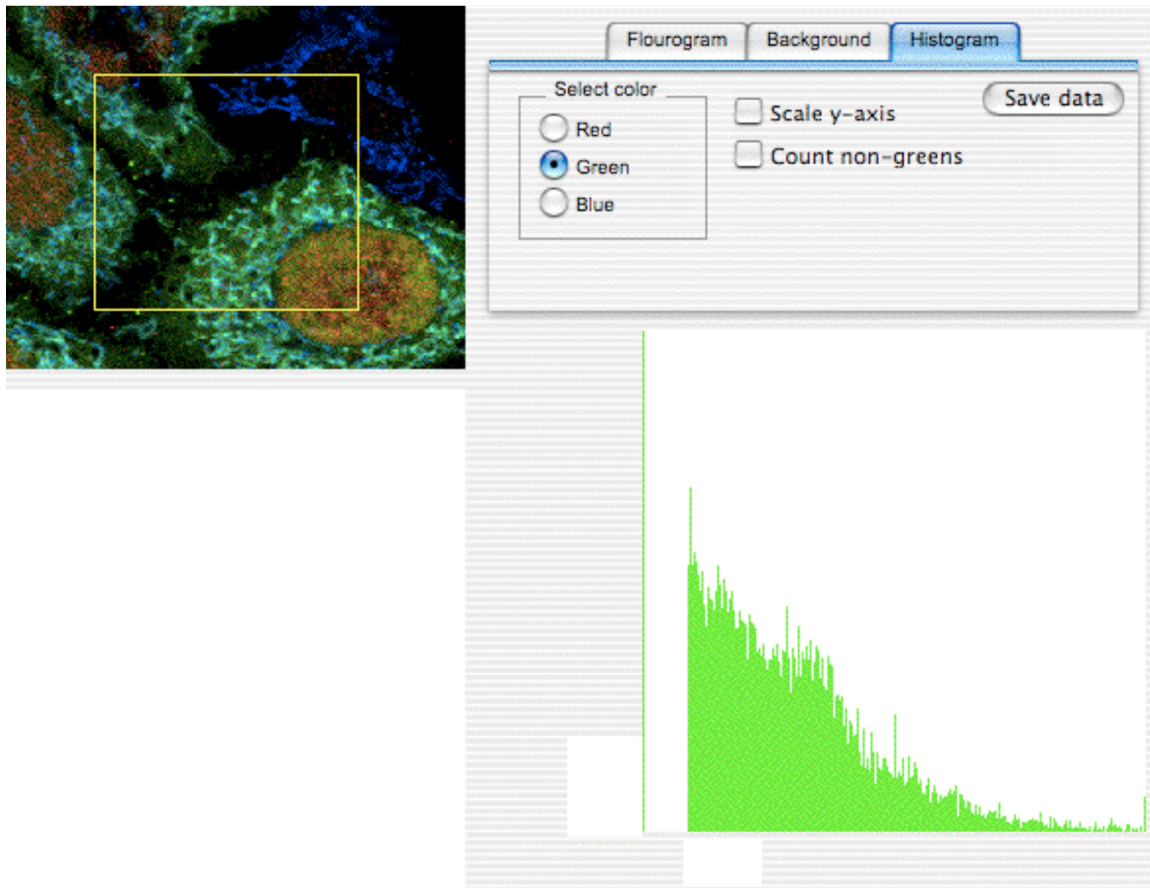 Flourogram
Background
Histogram
Select color
Red
Green
Blue
Scale y-axis
Count non-greens
Save data